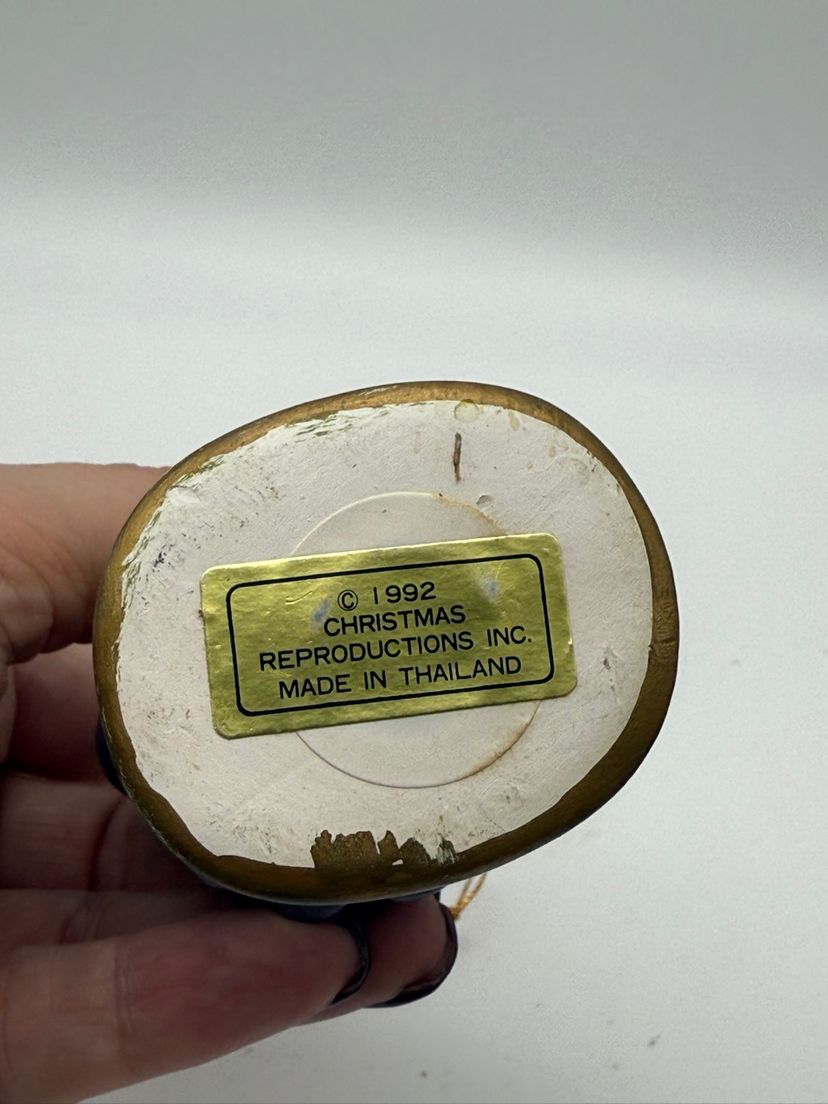 © 1992
CHRISTMAS
REPRODUCTIONS INC.
MADE IN THAILAND